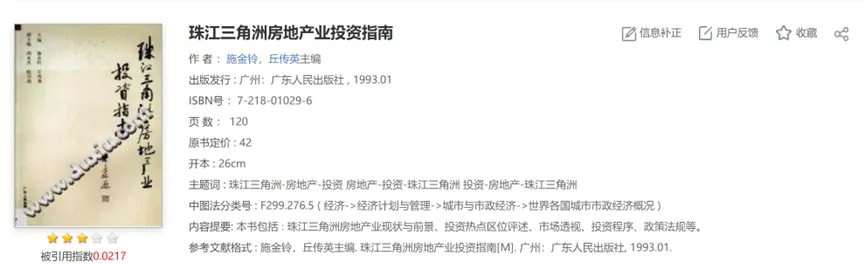 珠江三角洲房地产业投资指南
信息补正 用户反馈 收藏
作 者 : 施金铃，丘传英主编
出版发行 : 广州：广东人民出版社 , 1993.01
ISBN号 : 7-218-01029-6
页 数 : 120
原书定价 : 42
开本 : 26cm
主题词 : 珠江三角洲-房地产-投资 房地产-投资-珠江三角洲 投资-房地产-珠江三角洲
中图法分类号 : F299.276.5 ( 经济->经济计划与管理->城市与市政经济->世界各国城市市政经济概况 )
内容提要: 本书包括 : 珠江三角洲房地产业现状与前景、投资热点区位评述、市场透视、投资程序、政策法规等。
参考文献格式 : 施金铃，丘传英主编. 珠江三角洲房地产业投资指南[M]. 广州：广东人民出版社, 1993.01.
珠江三角洲房地产业
投资指南
www.duxiu.com
被引用指数0.0217